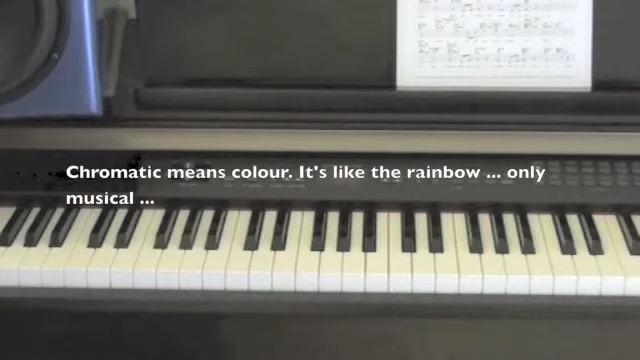 Chromatic means colour. It's like the rainbow ... only
musical ...